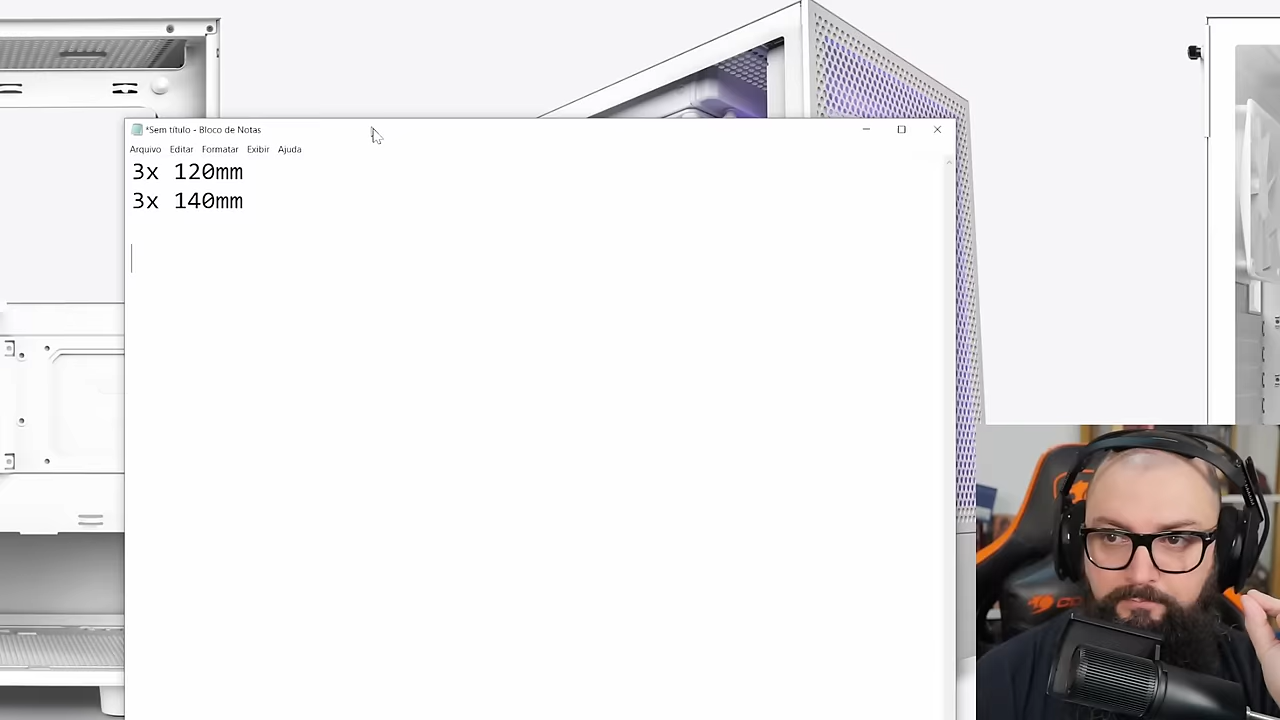 *Sem título - Bloco de Notas
Arquivo Editar Formatar Exibir Ajuda
3x 120mm
3x 140mm